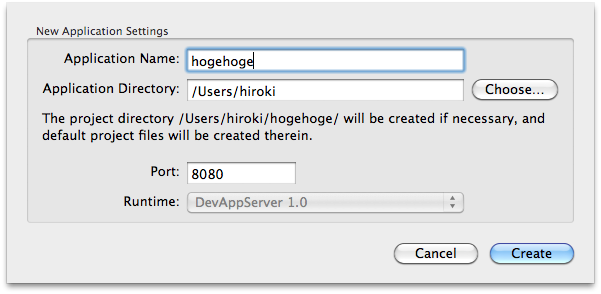 New Application Settings
Application Name: hogehoge
Application Directory: /Users/hiroki Choose...
The project directory /Users/hiroki/hogehoge/ will be created if necessary, and
default project files will be created therein.
Port: 8080
Runtime: DevAppServer 1.0
Cancel Create